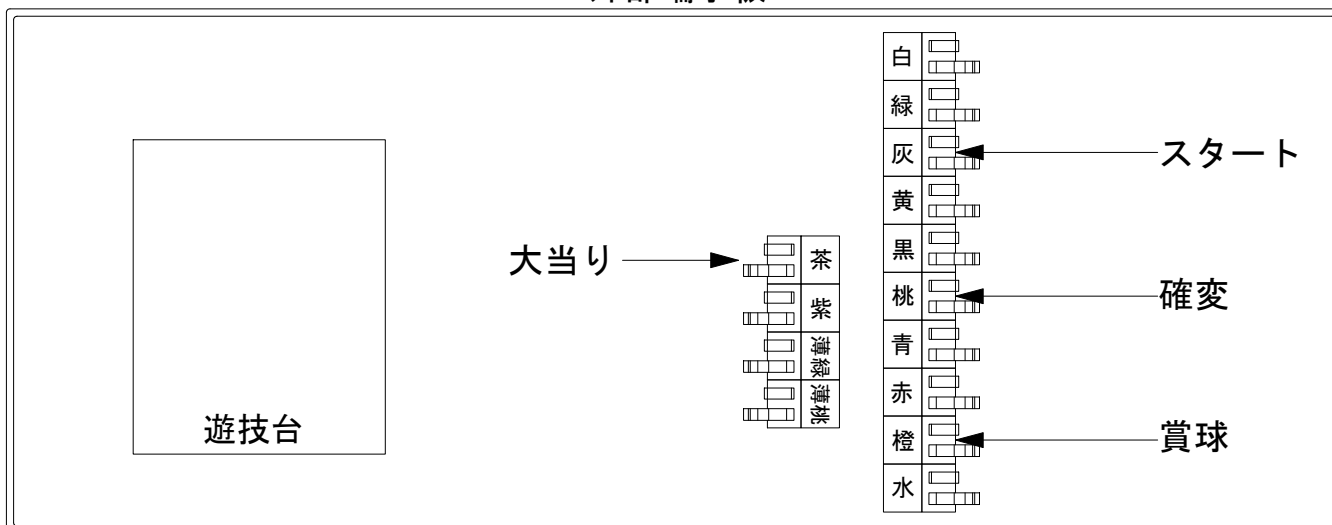 白
緑
灰
スタート
黄
黒
大当り
茶
桃
確変
紫
青
薄緑
赤
薄桃
遊技台
橙
賞球
水